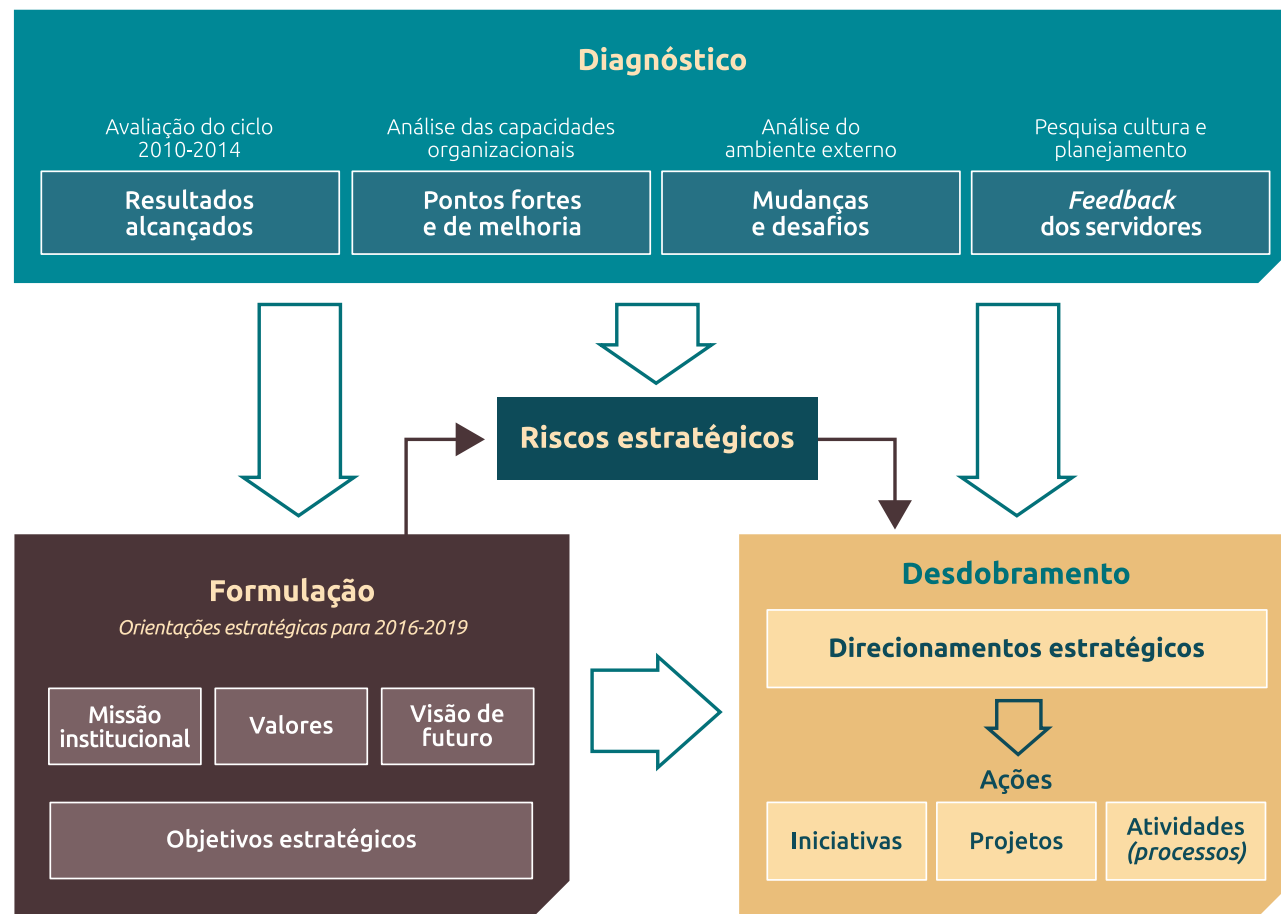 Diagnóstico
Avaliação do ciclo
2010-2014
Resultados
alcançados
Análise das capacidades
organizacionais
Pontos fortes
e de melhoria
Análise do
ambiente externo
Mudanças
e desafios
Pesquisa cultura e
planejamento
Feedback
dos servidores
Riscos estratégicos
Formulação
Orientações estratégicas para 2016-2019
Missão
institucional
Valores
Visão de
futuro
Objetivos estratégicos
Desdobramento
Direcionamentos estratégicos
Ações
Iniciativas
Projetos
Atividades
(processos)